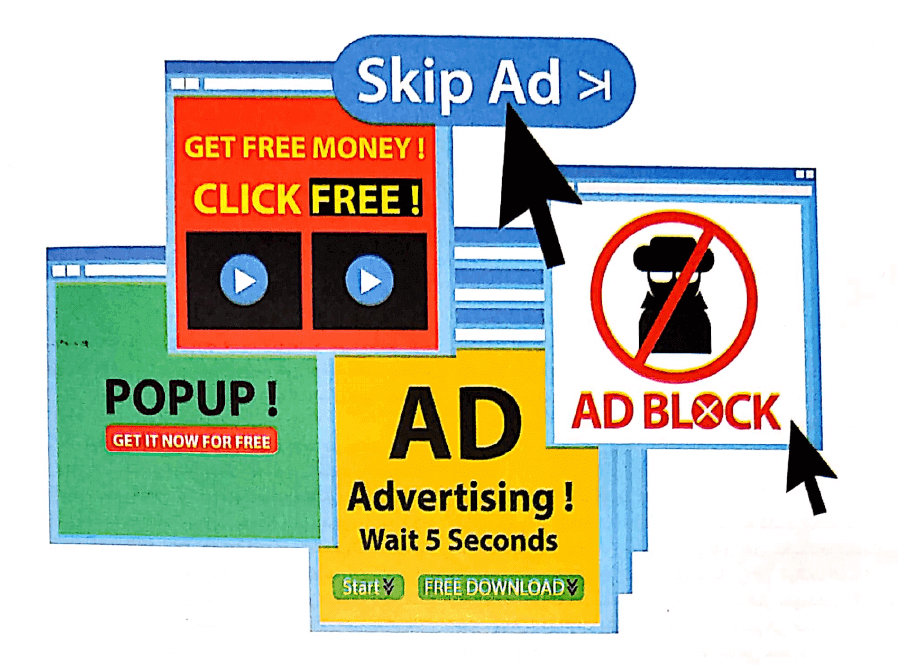 Skip Ad
GET FREE MONEY !
CLICK FREE !
POPUP !
GET IT NOW FOR FREE
AD
Advertising !
Wait 5 Seconds
Start
FREE DOWNLOAD
AD BLOCK